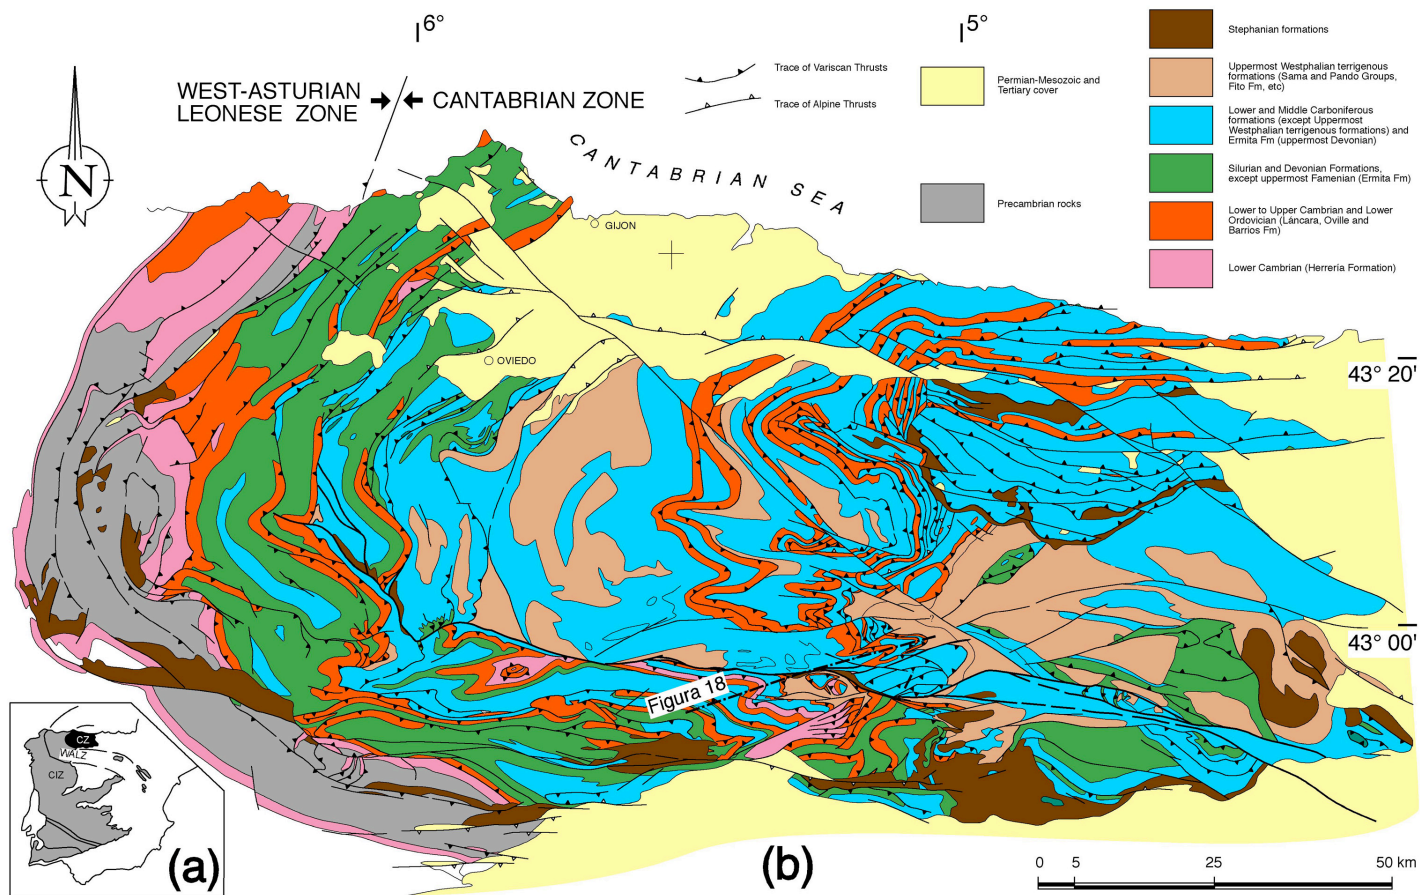 6°
5°
WEST-ASTURIAN
LEONESE ZONE
CANTABRIAN ZONE
N
Trace of Variscan Thrusts
Trace of Alpine Thrusts
CANTABRIAN SEA
Permian-Mesozoic and
Tertiary cover
Precambrian rocks
Stephanian formations
Uppermost Westphalian terrigenous
formations (Sama and Pando Groups,
Fito Fm, etc)
Lower and Middle Carboniferous
formations (except Uppermost
Westphalian terrigenous formations) and
Ermita Fm (uppermost Devonian)
Silurian and Devonian Formations,
except uppermost Famenian (Ermita Fm)
Lower to Upper Cambrian and Lower
Ordovician (Láncara, Oville and
Barrios Fm)
Lower Cambrian (Herrería Formation)
GIJON
OVIEDO
43° 20'
43° 00'
?
Figura 18
CZ
WALZ
CIZ
(a)
(b)
0 5 25 50 km